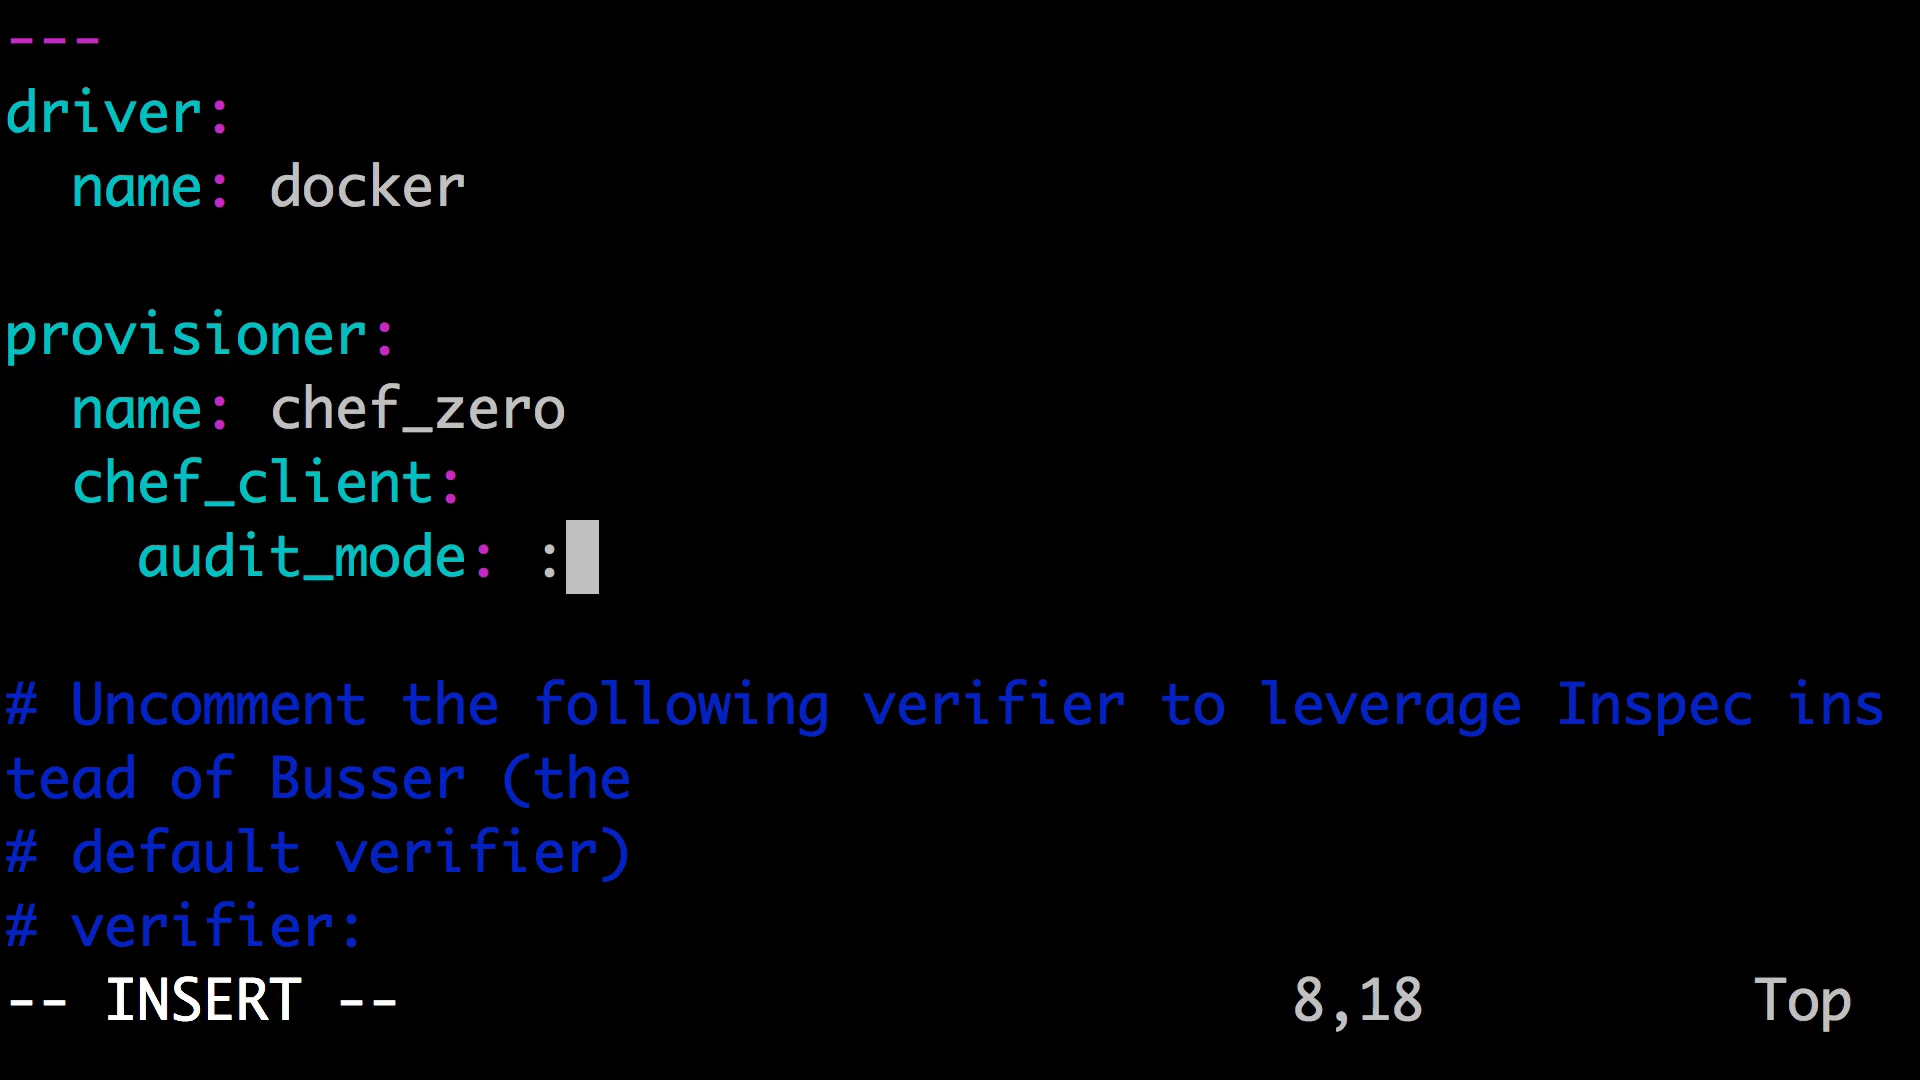 ---
driver:
  name: docker

provisioner:
  name: chef_zero
  chef_client:
    audit_mode: :

# Uncomment the following verifier to leverage Inspec ins
tead of Busser (the
# default verifier)
# verifier:
-- INSERT -- 8,18 Top